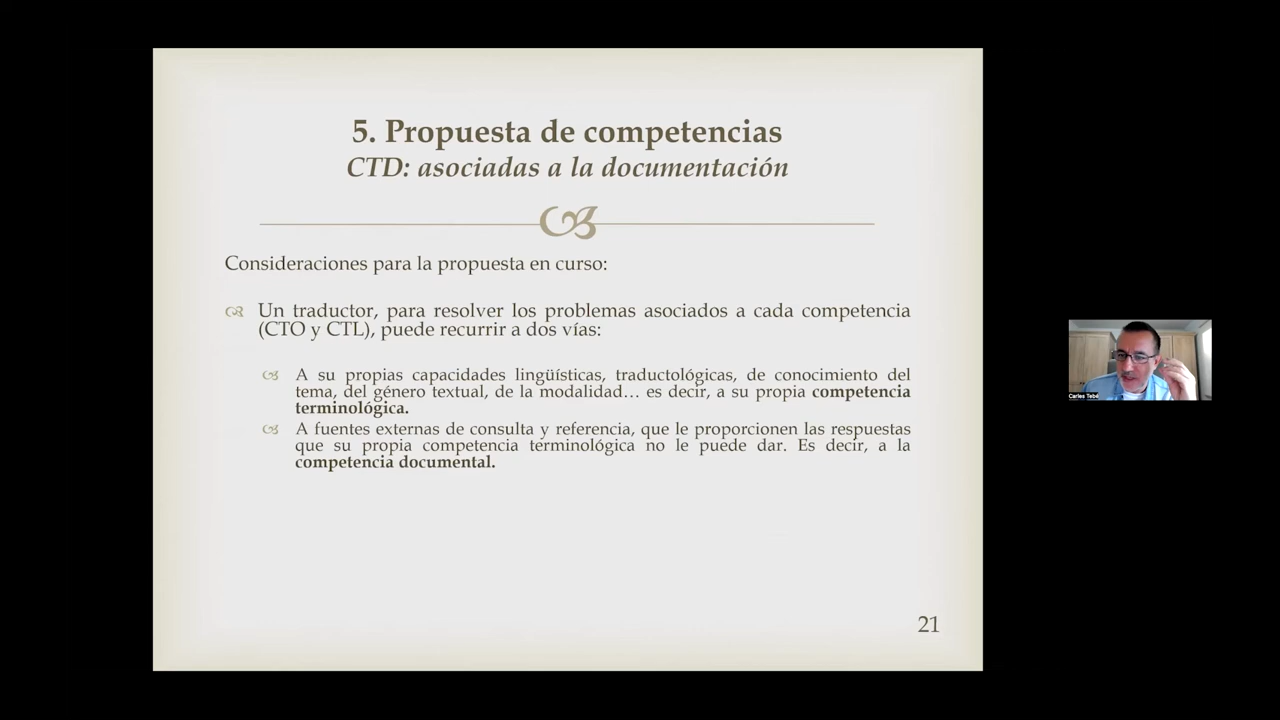 5. Propuesta de competencias
CTD: asociadas a la documentación
Consideraciones para la propuesta en curso:
Un traductor, para resolver los problemas asociados a cada competencia
(CTO y CTL), puede recurrir a dos vías:
A su propias capacidades lingüísticas, traductológicas, de conocimiento del
tema, del género textual, de la modalidad… es decir, a su propia competencia
terminológica.
A fuentes externas de consulta y referencia, que le proporcionen las respuestas
que su propia competencia terminológica no le puede dar. Es decir, a la
competencia documental.
21
Carles Tebé